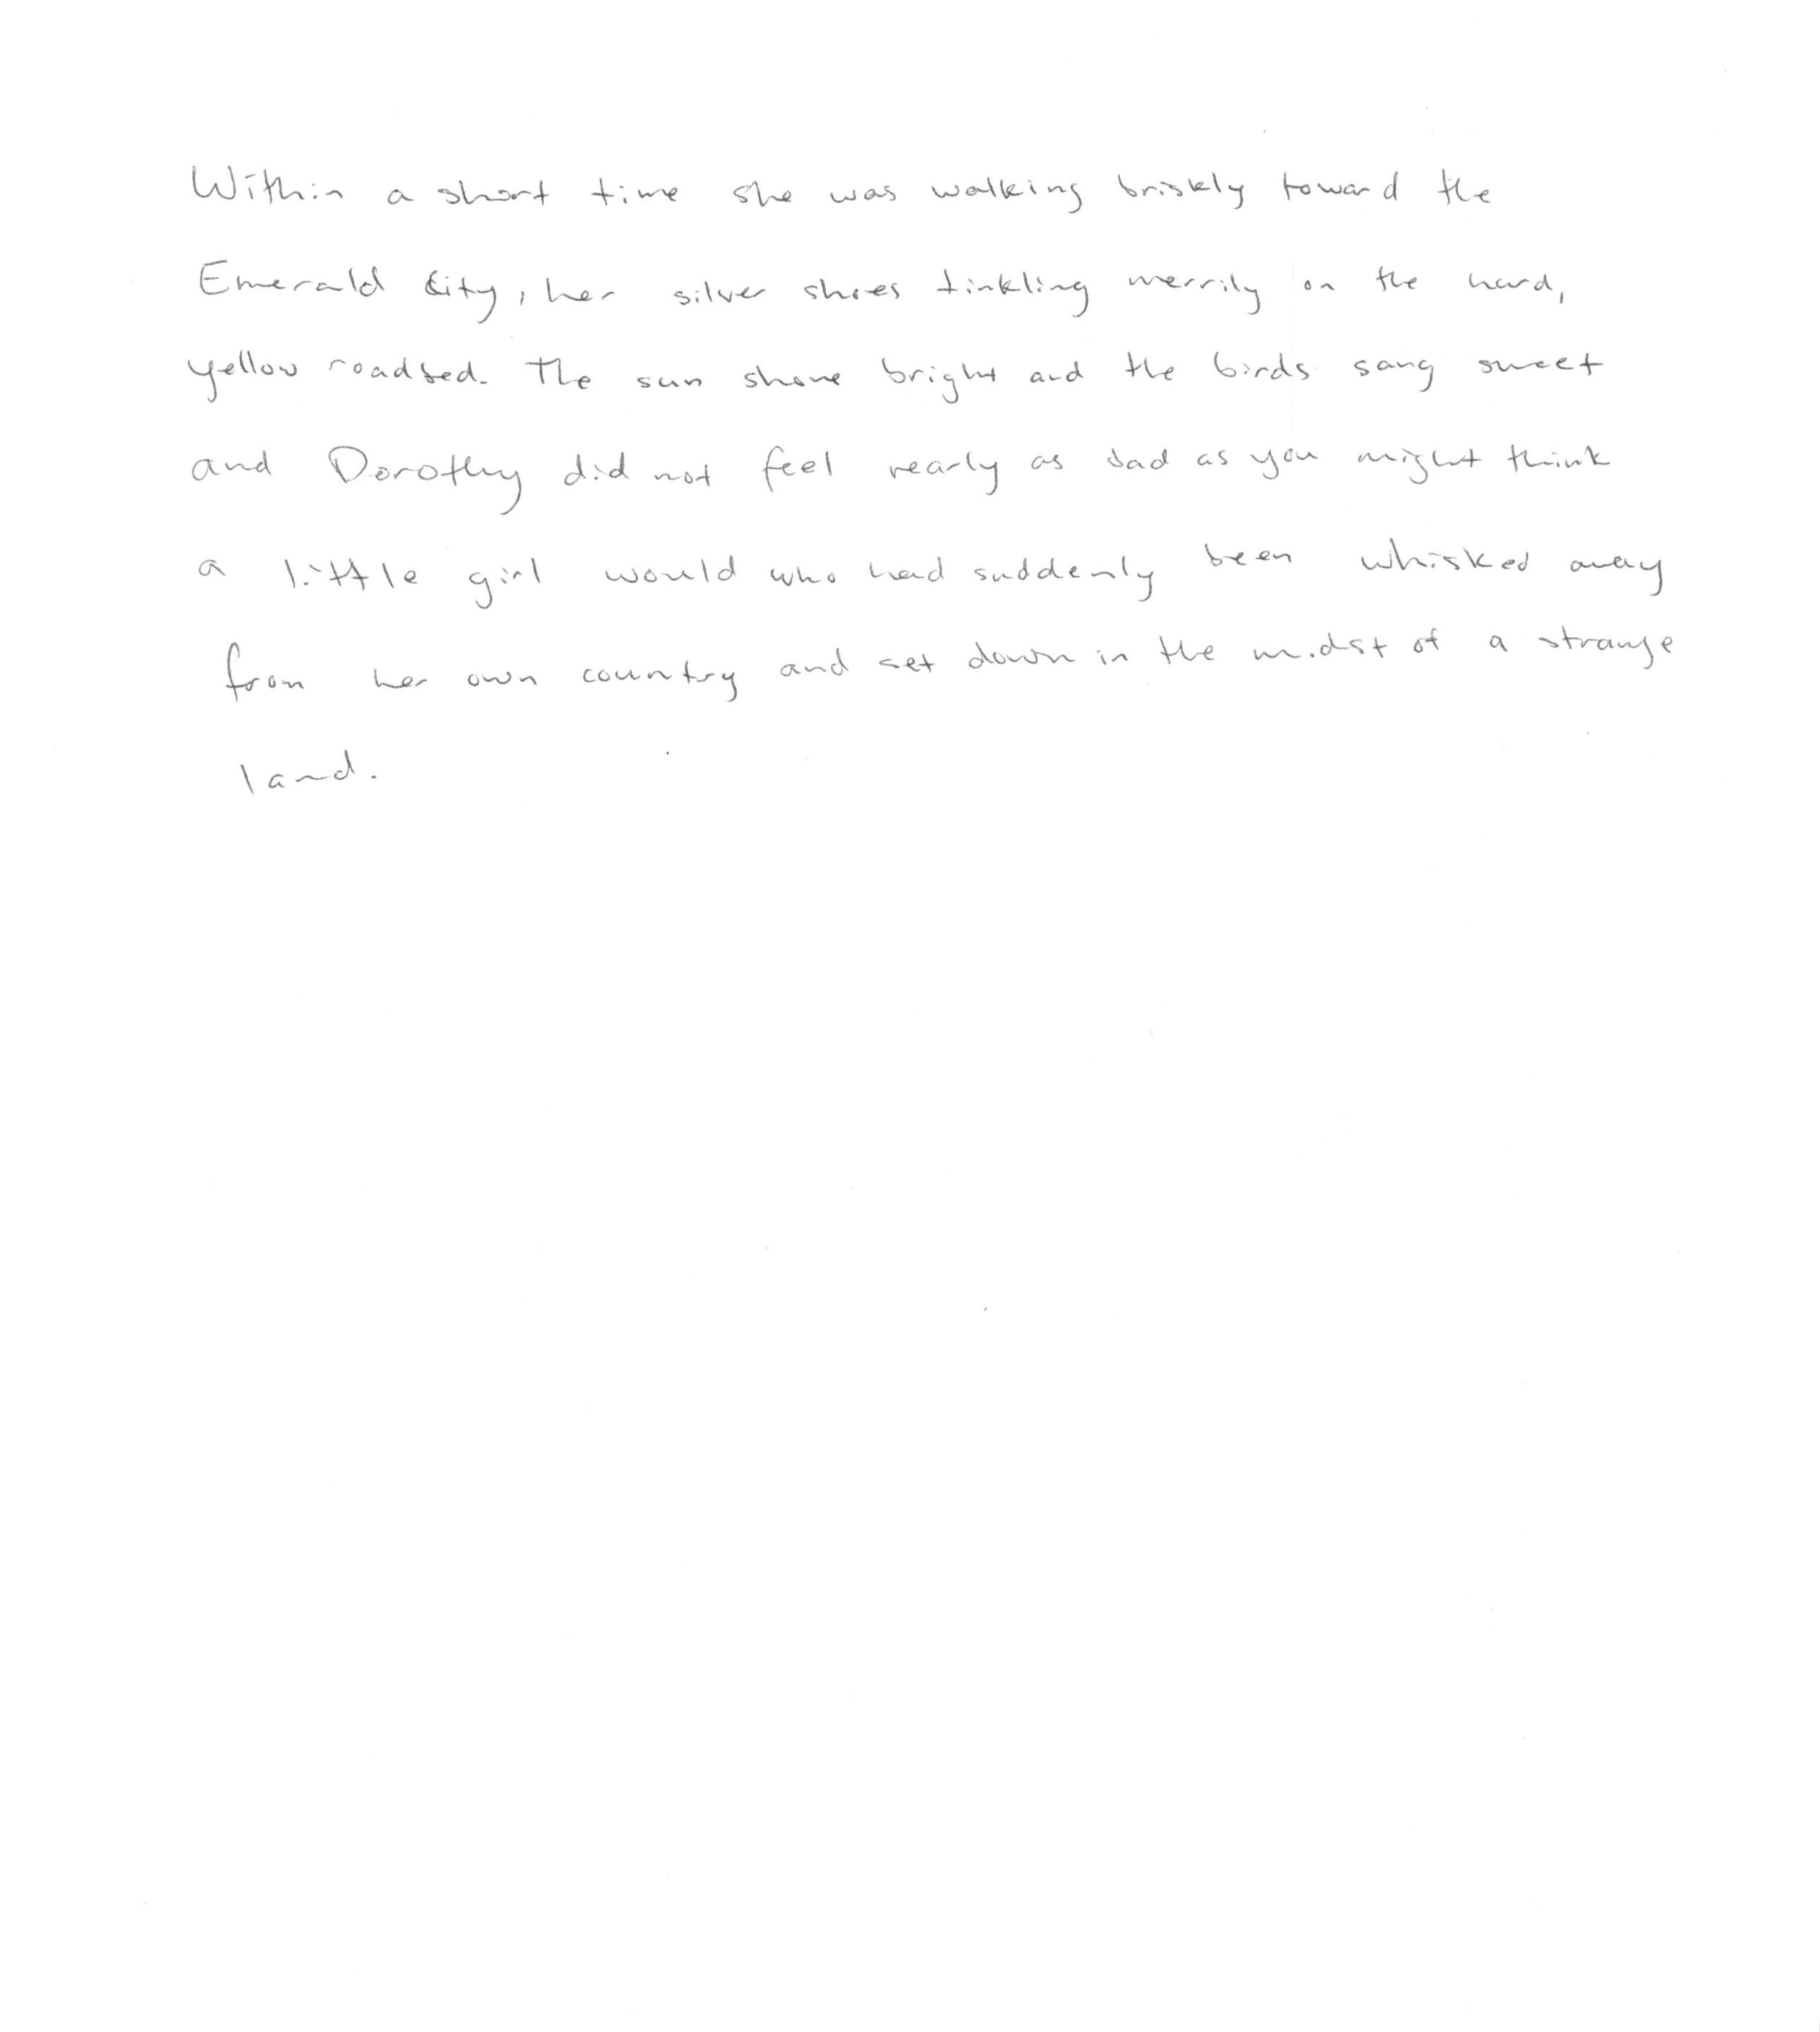 Within a short time she was walking briskly toward the
Emerald City, her silver shoes tinkling merrily on the hard,
yellow roadbed. The sun shone bright and the birds sang sweet
and Dorothy did not feel nearly as bad as you might think
a little girl would who had suddenly been whisked away
from her own country and set down in the midst of a strange
land.